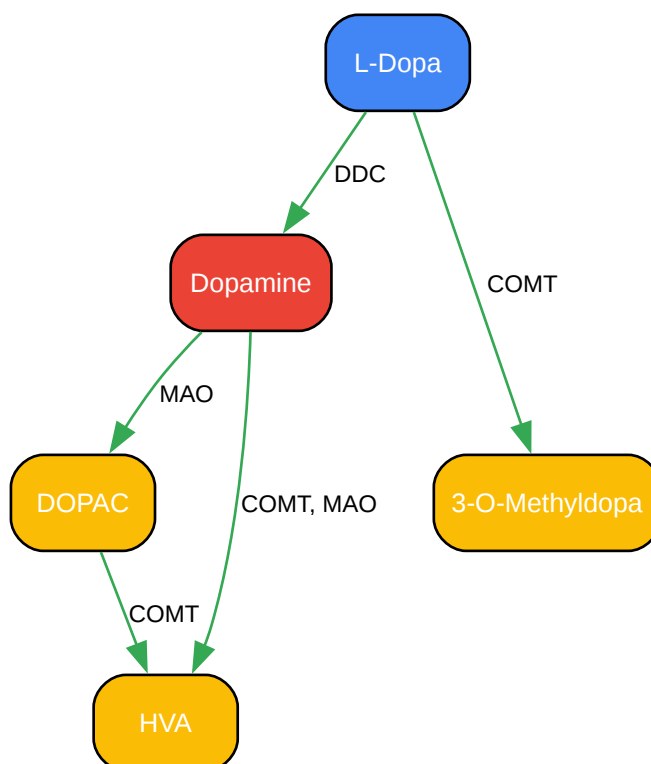 L-Dopa
DDC
Dopamine
COMT
MAO
DOPAC
COMT, MAO
3-O-Methyldopa
COMT
HVA